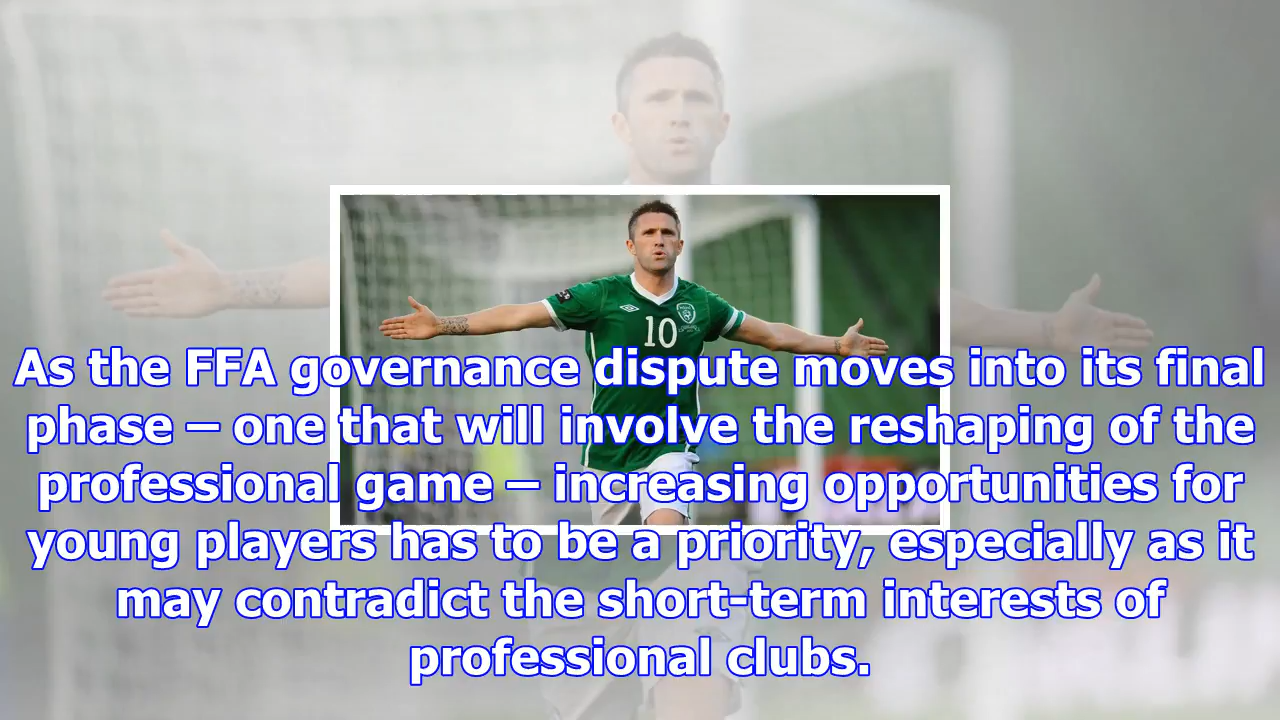 10
As the FFA governance dispute moves into its final
phase – one that will involve the reshaping of the
professional game – increasing opportunities for
young players has to be a priority, especially as it
may contradict the short-term interests of
professional clubs.